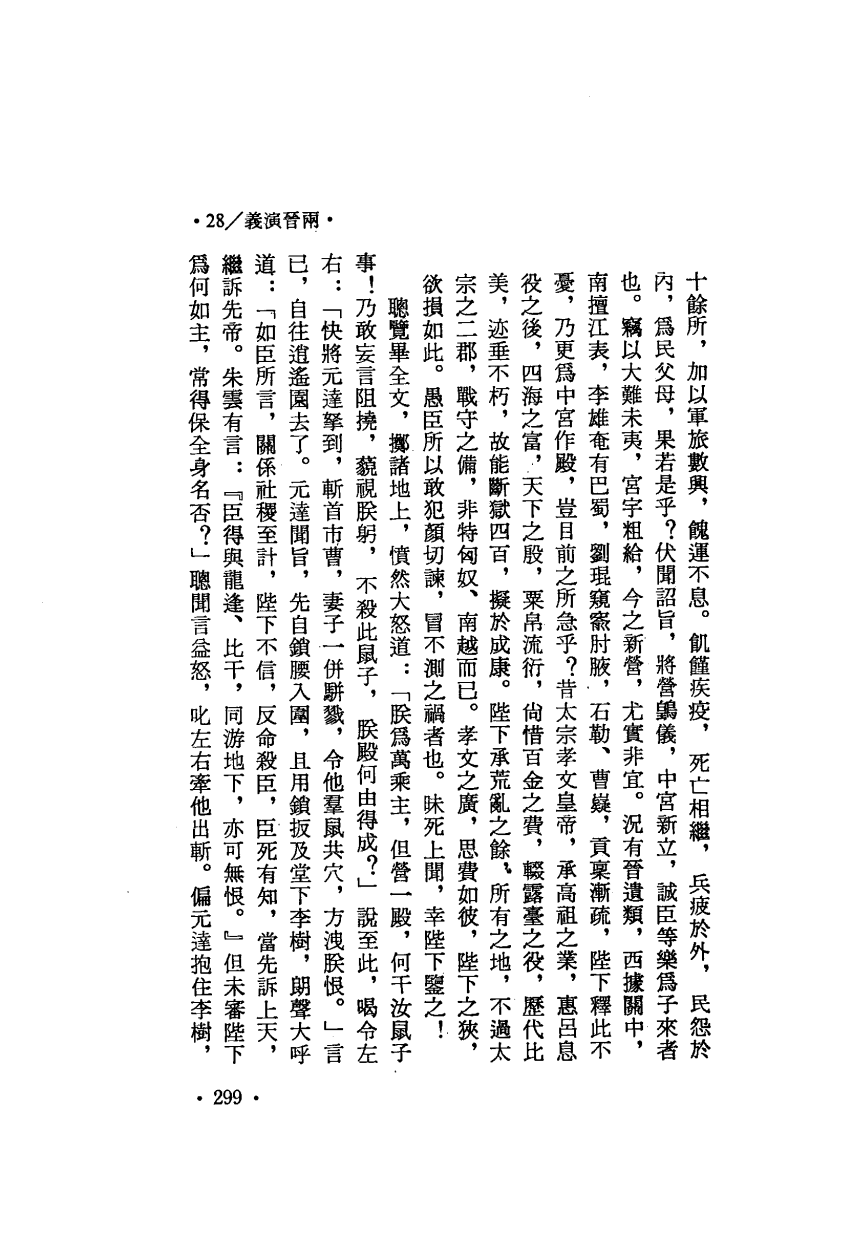 ·28／義演晉兩·
十餘所，加以軍旅數興，餽運不息。飢饉疾疫，死亡相繼，兵疲於外，民怨於
內，爲民父母，果若是乎？伏聞詔旨，將營鷁儀，中宮新立，誠臣等樂爲子來者
也。竊以大難未夷，宮宇粗給，今之新營，尤實非宜。況有晉遺類，西據關中，
南擅江表，李雄奄有巴蜀，劉琨窺窬肘腋，石勒、曹嶷，貢稟漸疏，陛下釋此不
憂，乃更爲中宮作殿，豈目前之所急乎？昔太宗孝文皇帝，承高祖之業，惠呂息
役之後，四海之富，天下之殷，粟帛流衍，尙惜百金之費，輟露臺之役，歷代比
美，迹垂不朽，故能斷獄四百，擬於成康。陛下承荒亂之餘，所有之地，不過太
宗之二郡，戰守之備，非特匈奴、南越而已。孝文之廣，思費如彼，陛下之狹，
欲損如此。愚臣所以敢犯顏切諫，冒不測之禍者也。昧死上聞，幸陛下鑒之！
聰覽畢全文，擲諸地上，憤然大怒道：「朕爲萬乘主，但營一殿，何干汝鼠子
事！乃敢妄言阻撓，藐視朕躬，不殺此鼠子，朕殿何由得成？」說至此，喝令左
右：「快將元達拏到，斬首市曹，妻子一併駢戮，令他羣鼠共穴，方洩朕恨。」言
已，自往逍遙園去了。元達聞旨，先自鎖腰入園，且用鎖扳及堂下李樹，朗聲大呼
道：「如臣所言，關係社稷至計，陛下不信，反命殺臣，臣死有知，當先訴上天，
繼訴先帝。朱雲有言：『臣得與龍逢、比干，同游地下，亦可無恨。』但未審陛下
爲何如主，常得保全身名否？」聰聞言益怒，叱左右牽他出斬。偏元達抱住李樹，
·299·